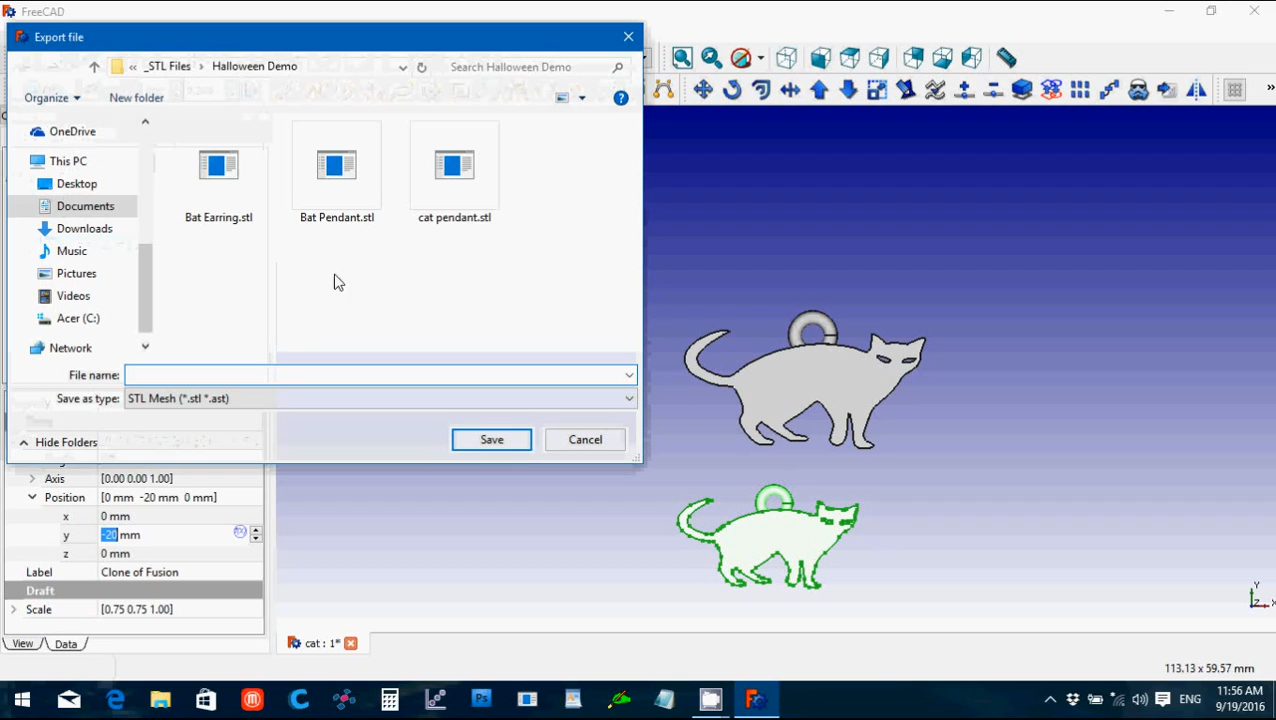 FreeCAD
Export file
« _STL Files › Halloween Demo
Search Halloween Demo
Organize
New folder
OneDrive
This PC
Desktop
Documents
Downloads
Music
Pictures
Videos
Acer (C:)
Network
Bat Earring.stl
Bat Pendant.stl
cat pendant.stl
File name:
Save as type: STL Mesh (*.stl *.ast)
Hide Folders
Save
Cancel
Axis [0.00 0.00 1.00]
Position [0 mm -20 mm 0 mm]
x 0 mm
y -20 mm
z 0 mm
Label Clone of Fusion
Draft
Scale [0.75 0.75 1.00]
View Data
cat : 1*
Y
Z
X
113.13 x 59.57 mm
ENG
11:56 AM
9/19/2016